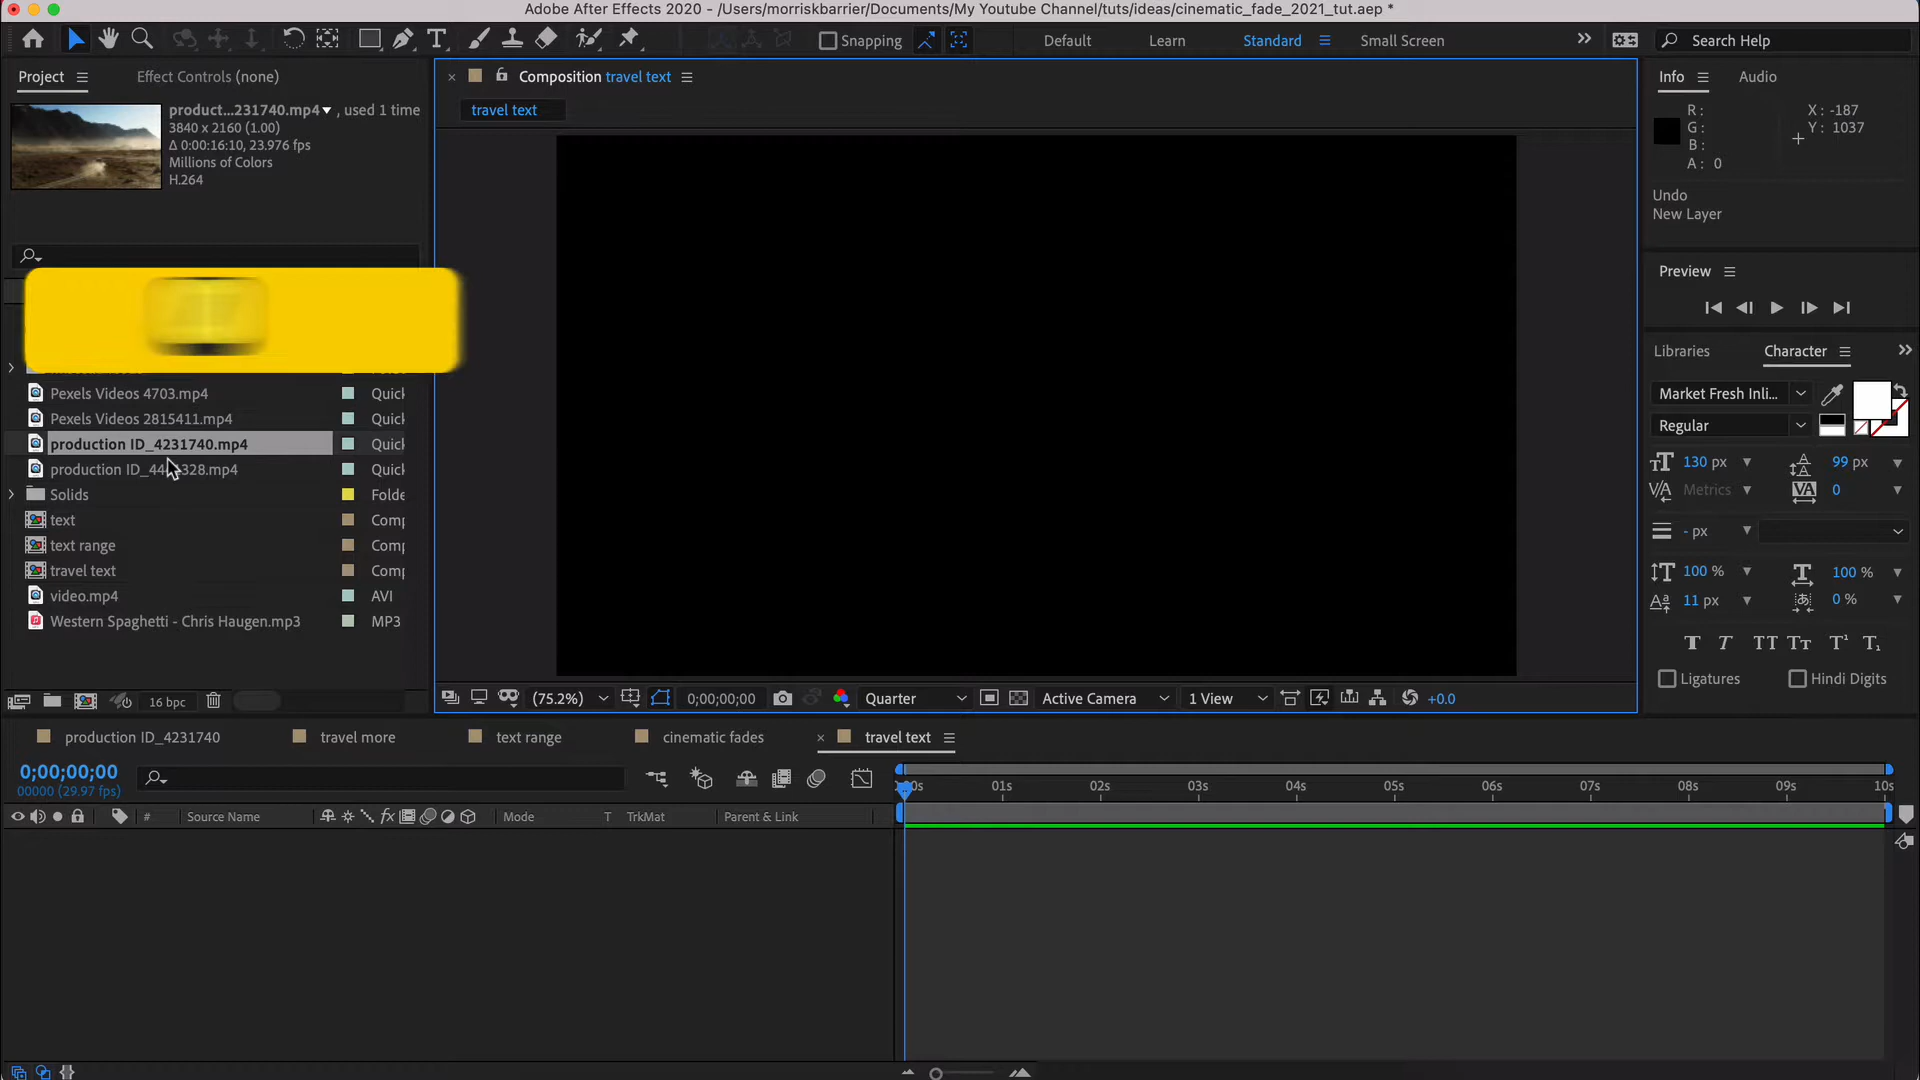 Adobe After Effects 2020 - /Users/morriskbarrier/Documents/My Youtube Channel/tuts/ideas/cinematic_fade_2021_tut.aep *
Snapping
Default
Learn
Standard
Small Screen
Search Help
Project
Effect Controls (none)
product...231740.mp4 , used 1 time
3840 x 2160 (1.00)
Δ 0:00:16:10, 23.976 fps
Millions of Colors
H.264
Composition travel text
travel text
Info
Audio
R :
G :
B :
A : 0
X : -187
Y : 1037
Undo
New Layer
Preview
Libraries
Character
Market Fresh Inli...
Regular
130 px
99 px
Metrics
0
- px
100 %
100 %
11 px
0 %
Ligatures
Hindi Digits
Pexels Videos 4703.mp4 Quick
Pexels Videos 2815411.mp4 Quick
production ID_4231740.mp4 Quick
328.mp4 Quick
Solids Folde
text Comp
text range Comp
travel text Comp
video.mp4 AVI
Western Spaghetti - Chris Haugen.mp3 MP3
16 bpc
(75.2%)
0;00;00;00
Quarter
Active Camera
1 View
+0.0
production ID_4231740
travel more
text range
cinematic fades
travel text
0;00;00;00
00000 (29.97 fps)
01s 02s 03s 04s 05s 06s 07s 08s 09s 10s
# Source Name fx Mode T TrkMat Parent & Link